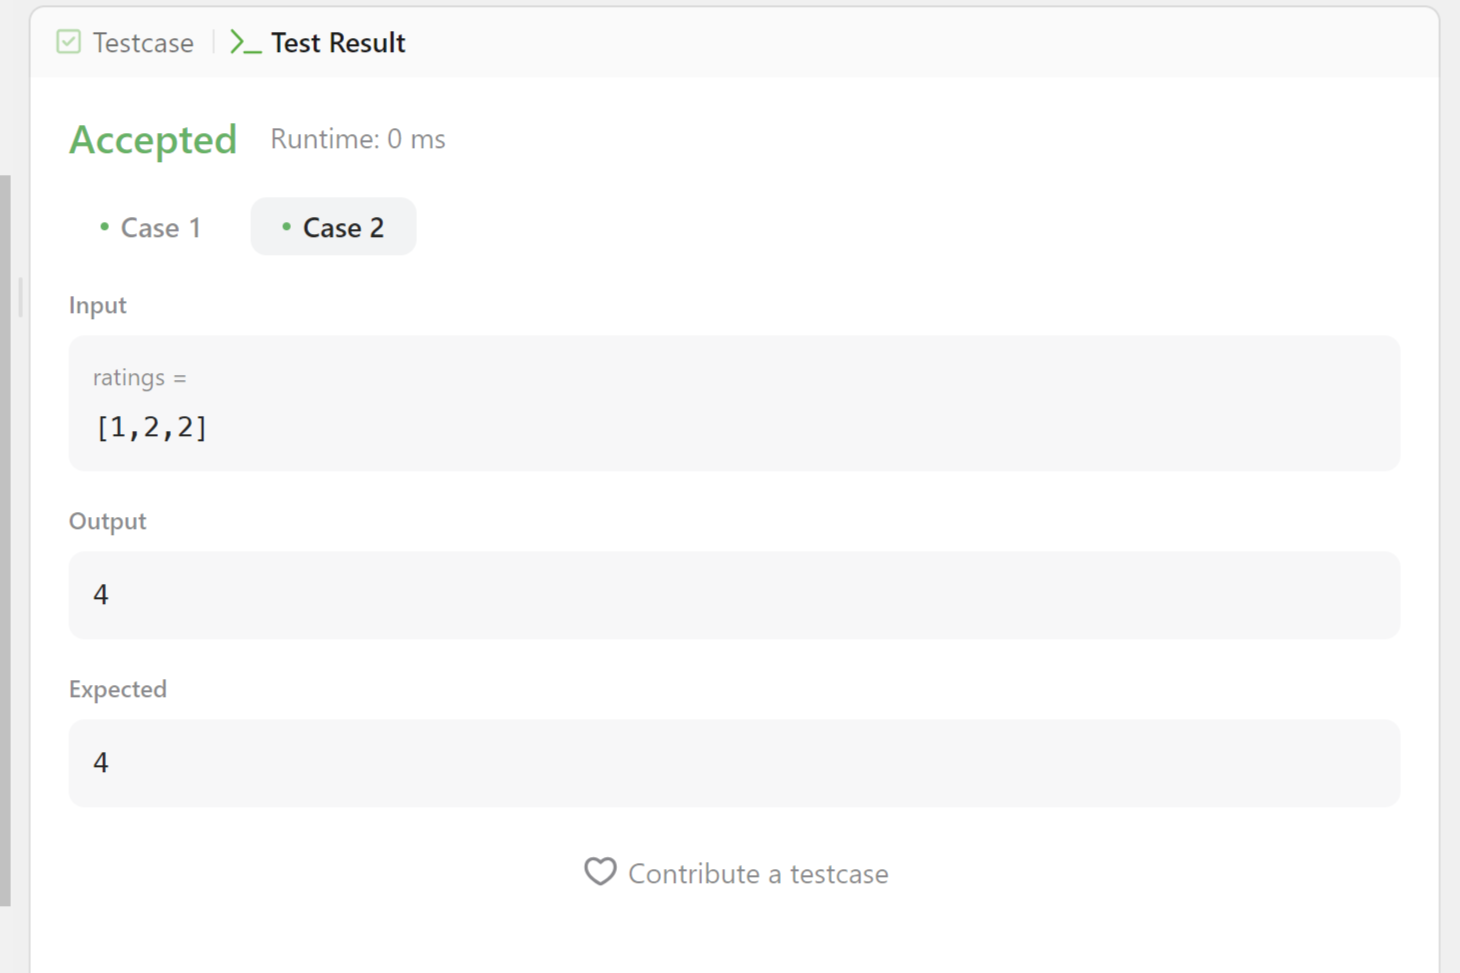 Testcase
Test Result
Accepted Runtime: 0 ms
Case 1
Case 2
Input
ratings =
[1,2,2]
Output
4
Expected
4
Contribute a testcase